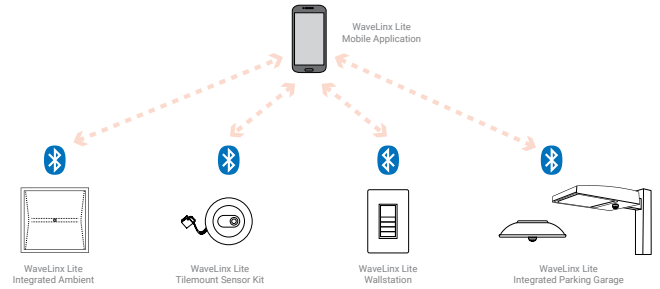 WaveLinx Lite
Mobile Application
WaveLinx Lite
Integrated Ambient
WaveLinx Lite
Tilemount Sensor Kit
WaveLinx Lite
Wallstation
WaveLinx Lite
Integrated Parking Garage